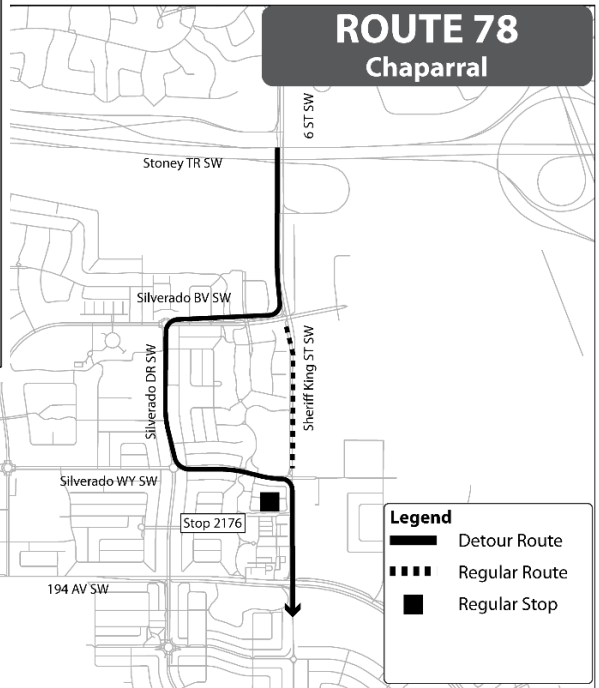 ROUTE 78
Chaparral
6 ST SW
Stoney TR SW
Silverado BV SW
Silverado DR SW
Sheriff King ST SW
Silverado WY SW
Stop 2176
194 AV SW
Legend
Detour Route
Regular Route
Regular Stop